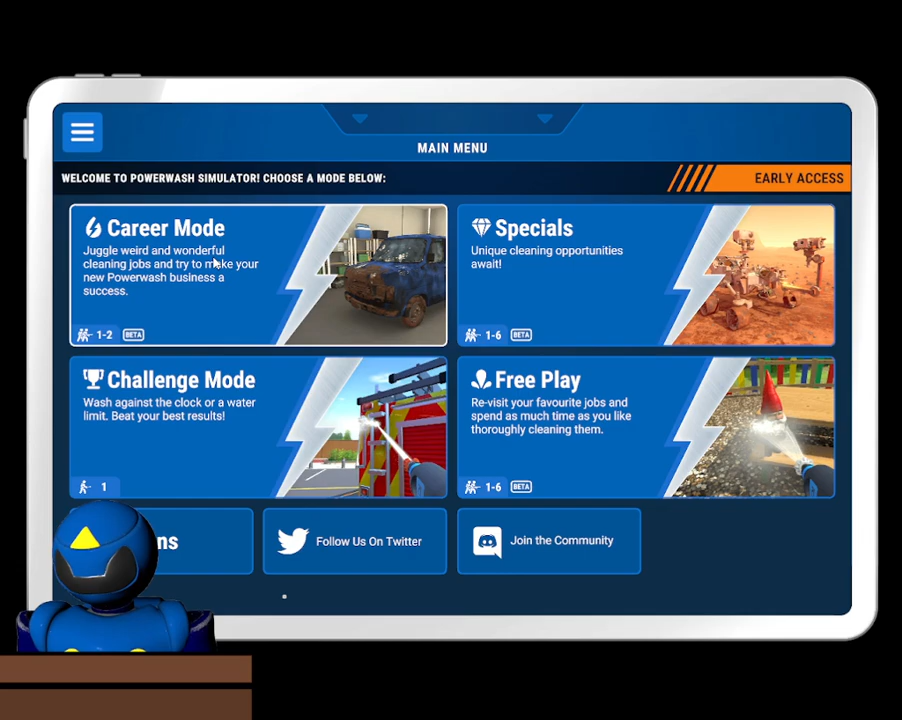 MAIN MENU
WELCOME TO POWERWASH SIMULATOR! CHOOSE A MODE BELOW:
EARLY ACCESS
Career Mode
Juggle weird and wonderful
cleaning jobs and try to make your
new Powerwash business a
success.
1-2 BETA
Specials
Unique cleaning opportunities
await!
1-6 BETA
Challenge Mode
Wash against the clock or a water
limit. Beat your best results!
1
Free Play
Re-visit your favourite jobs and
spend as much time as you like
thoroughly cleaning them.
1-6 BETA
ns
Follow Us On Twitter
Join the Community